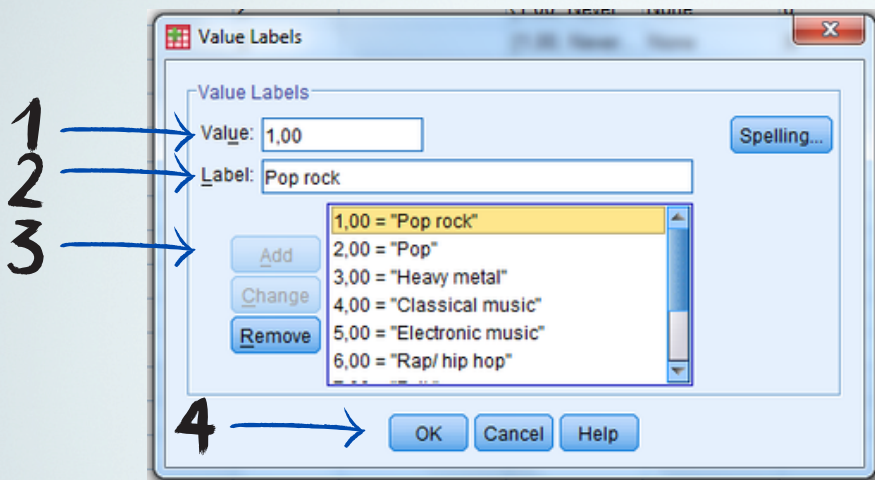 Value Labels
Value Labels
1
Value: 1,00
Spelling...
2
Label: Pop rock
3
1,00 = "Pop rock"
Add
2,00 = "Pop"
3,00 = "Heavy metal"
Change
4,00 = "Classical music"
Remove
5,00 = "Electronic music"
6,00 = "Rap/ hip hop"
4
OK Cancel Help